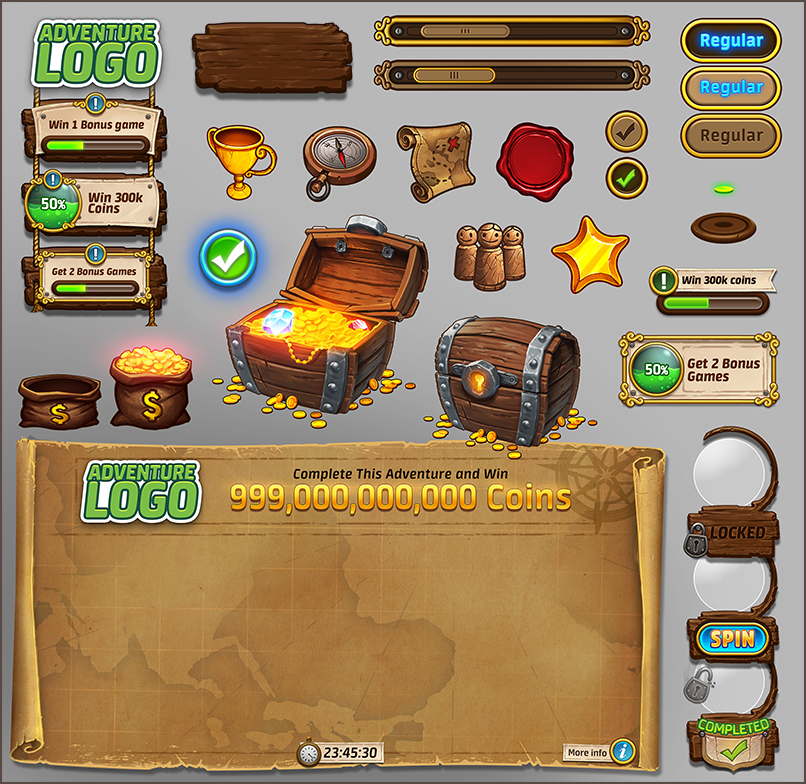 ADVENTURE
LOGO
!
Win 1 Bonus game
!
50%
Win 300k
Coins
!
Get 2 Bonus Games
Regular
Regular
Regular
!
Win 300k coins
50%
Get 2 Bonus
Games
$
$
ADVENTURE
LOGO
Complete This Adventure and Win
999,000,000,000 Coins
23:45:30
More info
i
LOCKED
SPIN
COMPLETED